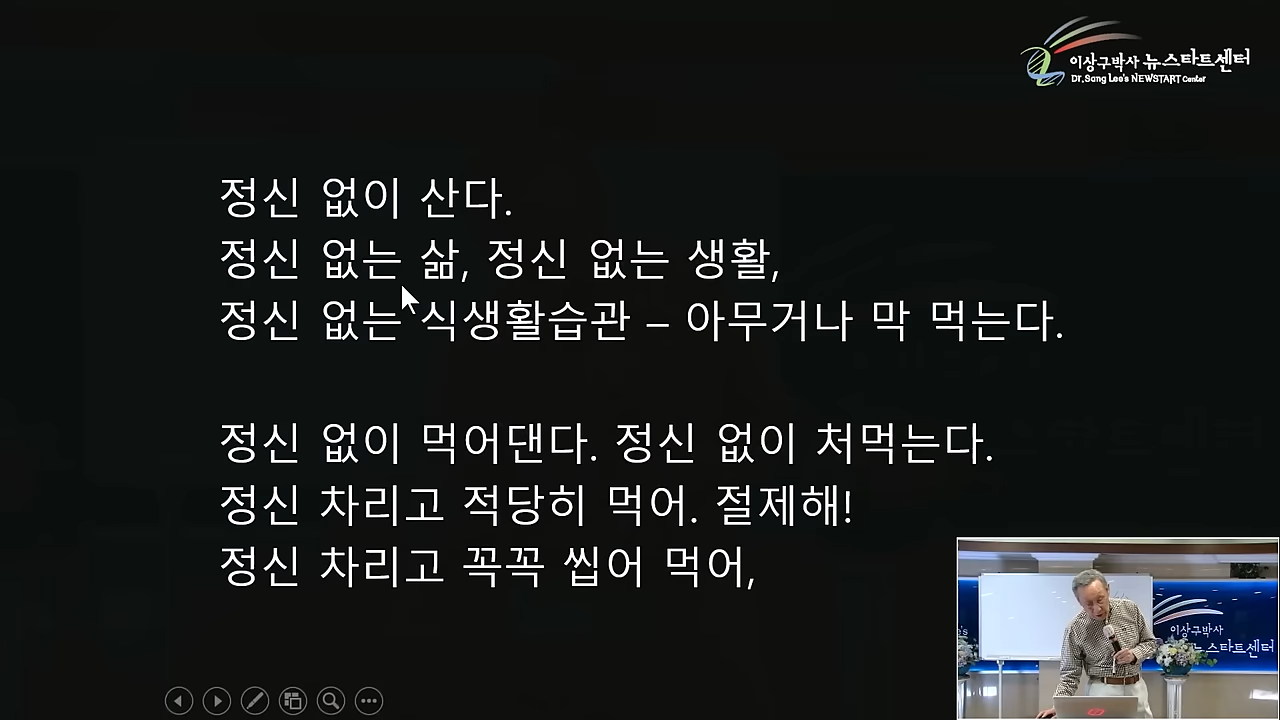 이상구박사 뉴스타트센터
Dr.Sang Lee's NEWSTART Center
정신 없이 산다.
정신 없는 삶, 정신 없는 생활,
정신 없는 식생활습관 – 아무거나 막 먹는다.
정신 없이 먹어댄다. 정신 없이 처먹는다.
정신 차리고 적당히 먹어. 절제해!
정신 차리고 꼭꼭 씹어 먹어,
이상구박사
뉴스타트센터